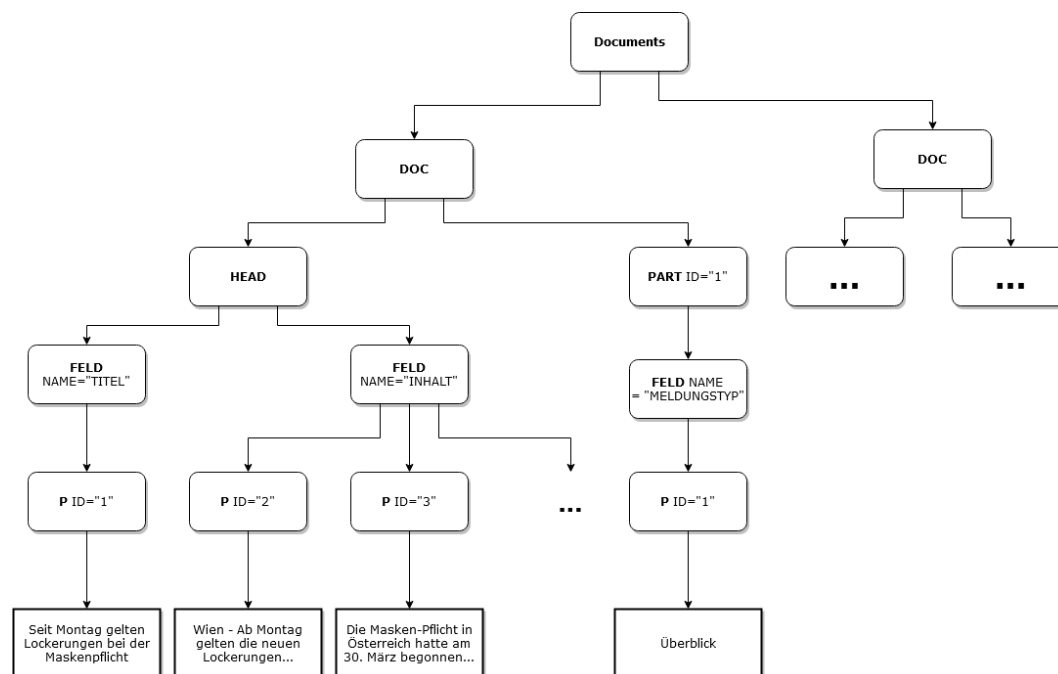 Documents
DOC
DOC
HEAD
PART ID="1"
...
...
FELD
NAME="TITEL"
FELD
NAME="INHALT"
FELD NAME
= "MELDUNGSTYP"
P ID="1"
P ID="2"
P ID="3"
...
P ID="1"
Seit Montag gelten
Lockerungen bei der
Maskenpflicht
Wien - Ab Montag
gelten die neuen
Lockerungen...
Die Masken-Pflicht in
Österreich hatte am
30. März begonnen...
Überblick